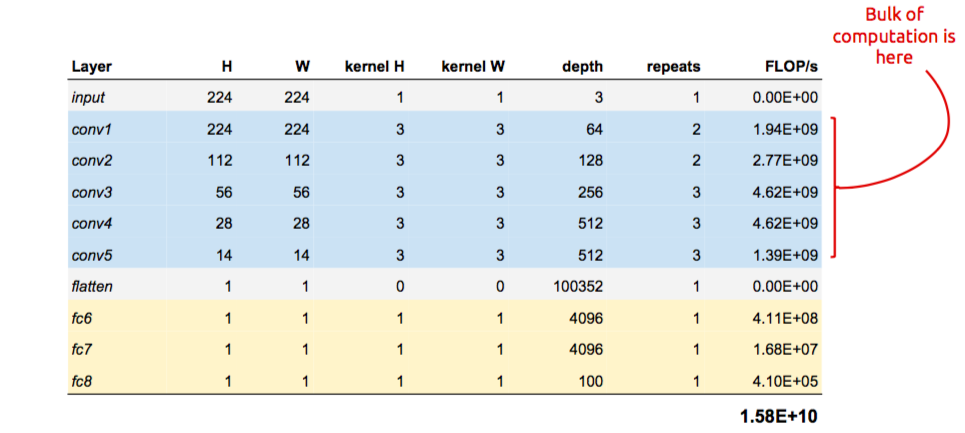 Bulk of
computation is
here
Layer H W kernel H kernel W depth repeats FLOP/s
input 224 224 1 1 3 1 0.00E+00
conv1 224 224 3 3 64 2 1.94E+09
conv2 112 112 3 3 128 2 2.77E+09
conv3 56 56 3 3 256 3 4.62E+09
conv4 28 28 3 3 512 3 4.62E+09
conv5 14 14 3 3 512 3 1.39E+09
flatten 1 1 0 0 100352 1 0.00E+00
fc6 1 1 1 1 4096 1 4.11E+08
fc7 1 1 1 1 4096 1 1.68E+07
fc8 1 1 1 1 100 1 4.10E+05
1.58E+10